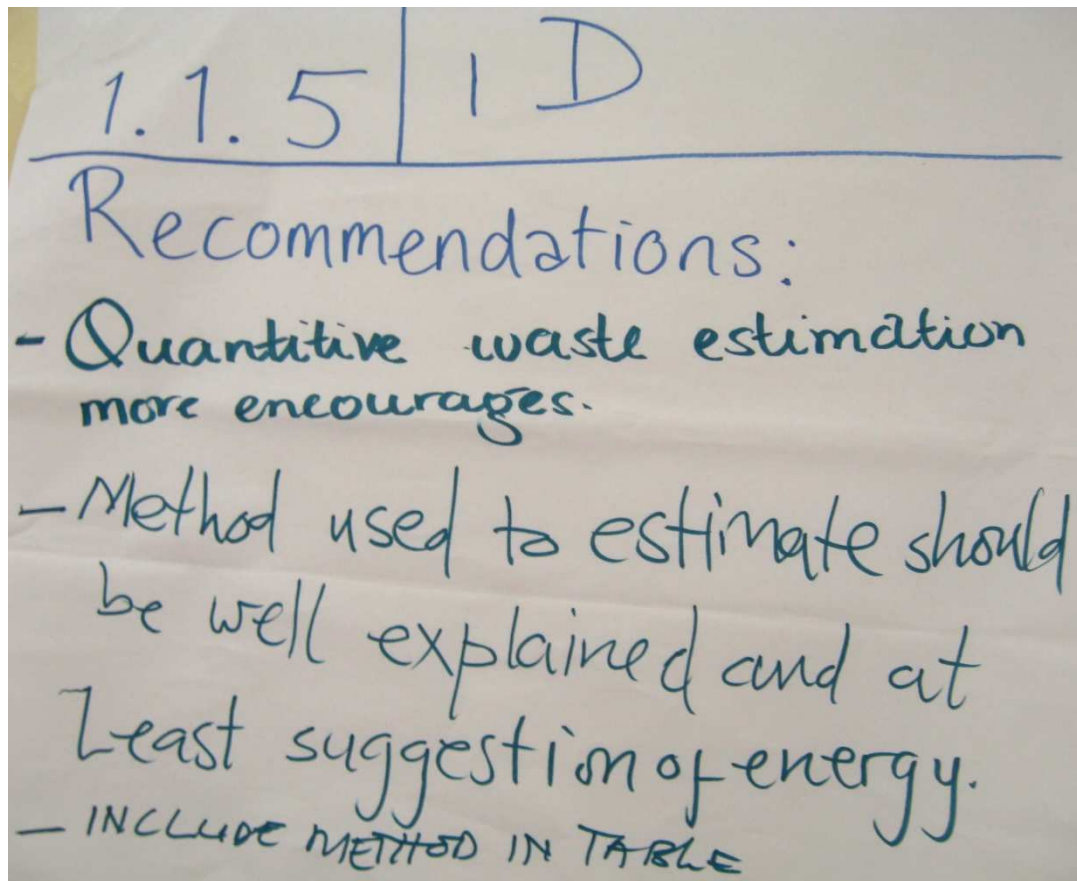 1.1.5 | 1 D
Recommendations:
- Quantitive waste estimation
more encourages.
- Method used to estimate should
be well explained and at
Least suggestion of energy.
- INCLUDE METHOD IN TABLE